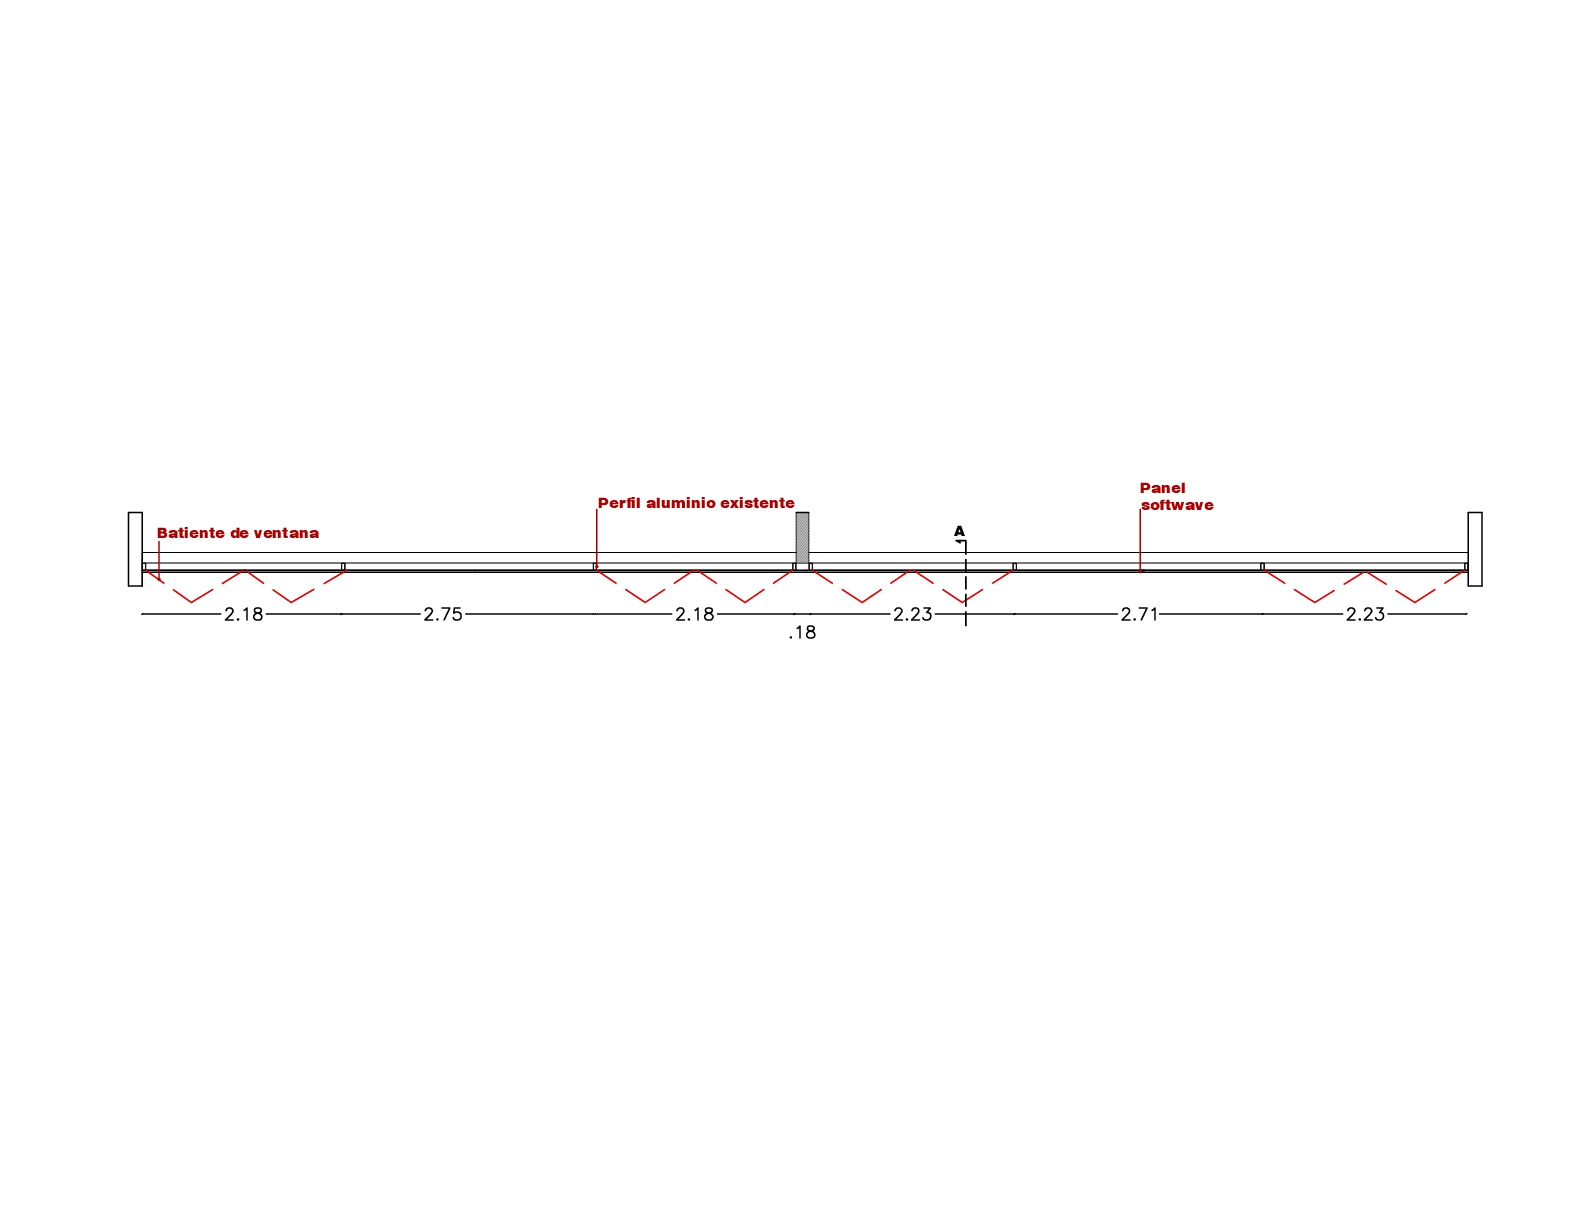 Panel
softwave
Perfil aluminio existente
Batiente de ventana
A
2.18
2.75
2.18
.18
2.23
2.71
2.23